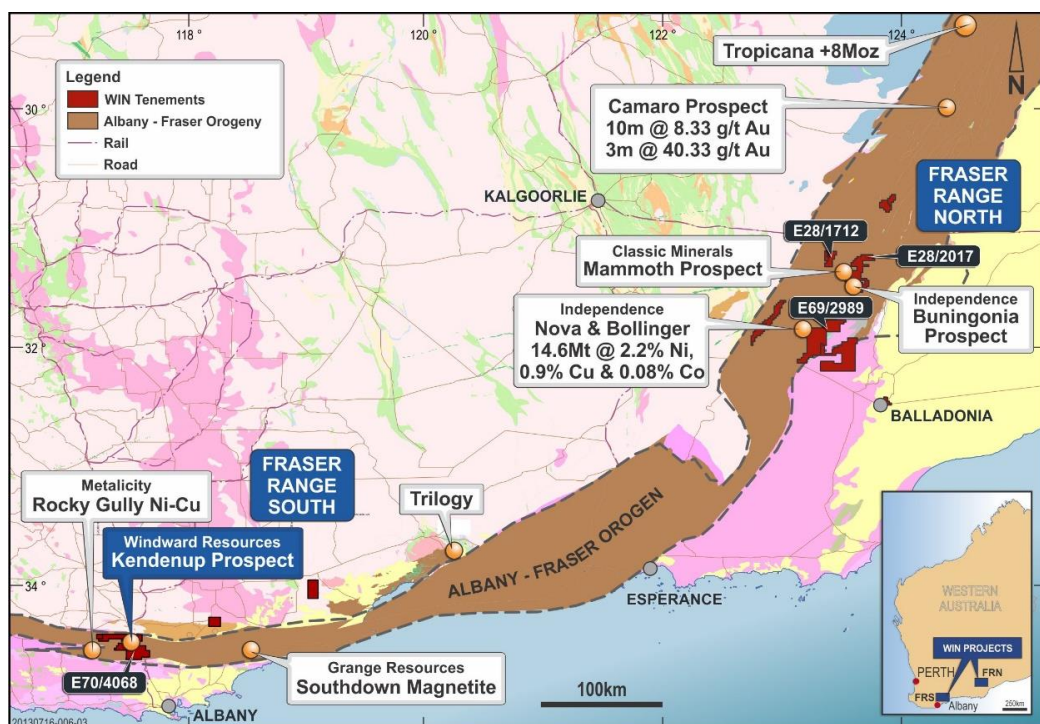 118°
120°
124°
30°
32°
34°
Legend
WIN Tenements
Albany - Fraser Orogeny
Rail
Road
Tropicana +8Moz
N
Camaro Prospect
10m @ 8.33 g/t Au
3m @ 40.33 g/t Au
KALGOORLIE
FRASER
RANGE
NORTH
E28/1712
E28/2017
Classic Minerals
Mammoth Prospect
E69/2989
Independence
Nova & Bollinger
14.6Mt @ 2.2% Ni,
0.9% Cu & 0.08% Co
Independence
Buningonia
Prospect
BALLADONIA
Metalicity
Rocky Gully Ni-Cu
FRASER
RANGE
SOUTH
Trilogy
Windward Resources
Kendenup Prospect
ALBANY - FRASER OROGEN
ESPERANCE
E70/4068
Grange Resources
Southdown Magnetite
ALBANY
100km
WESTERN
AUSTRALIA
WIN PROJECTS
PERTH
FRN
FRS
Albany
250km
20130716-006-03